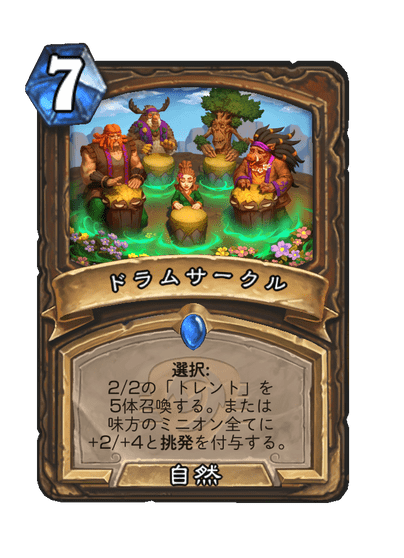 7
ドラムサークル
選択:
2/2の「トレント」を
5体召喚する。または
味方のミニオン全てに
+2/+4と挑発を付与する。
自然